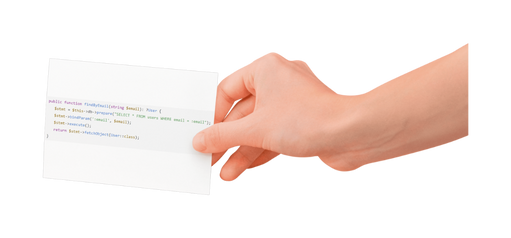 public function findByEmail(string $email): ?User {
$stmt = $this->db->prepare("SELECT * FROM users WHERE email = :email");
$stmt->bindParam(':email', $email);
$stmt->execute();
return $stmt->fetchObject(User::class);
}